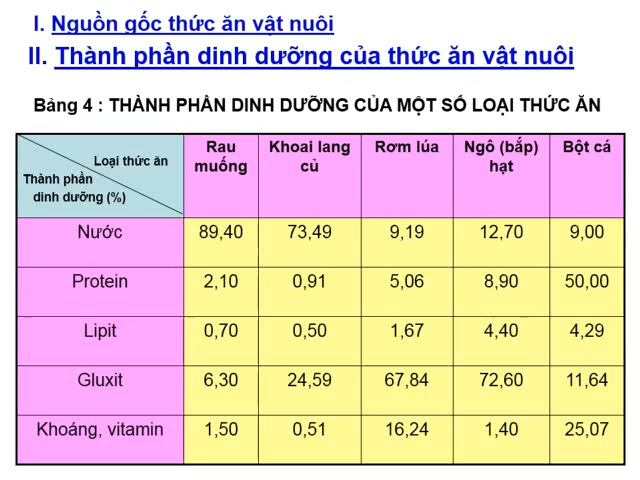 I. Nguồn gốc thức ăn vật nuôi
II. Thành phần dinh dưỡng của thức ăn vật nuôi
Bảng 4 : THÀNH PHẦN DINH DƯỠNG CỦA MỘT SỐ LOẠI THỨC ĂN
Loại thức ăn
Thành phần
dinh dưỡng (%)
Rau
muống
Khoai lang
củ
Rơm lúa
Ngô (bắp)
hạt
Bột cá
Nước 89,40 73,49 9,19 12,70 9,00
Protein 2,10 0,91 5,06 8,90 50,00
Lipit 0,70 0,50 1,67 4,40 4,29
Gluxit 6,30 24,59 67,84 72,60 11,64
Khoáng, vitamin 1,50 0,51 16,24 1,40 25,07